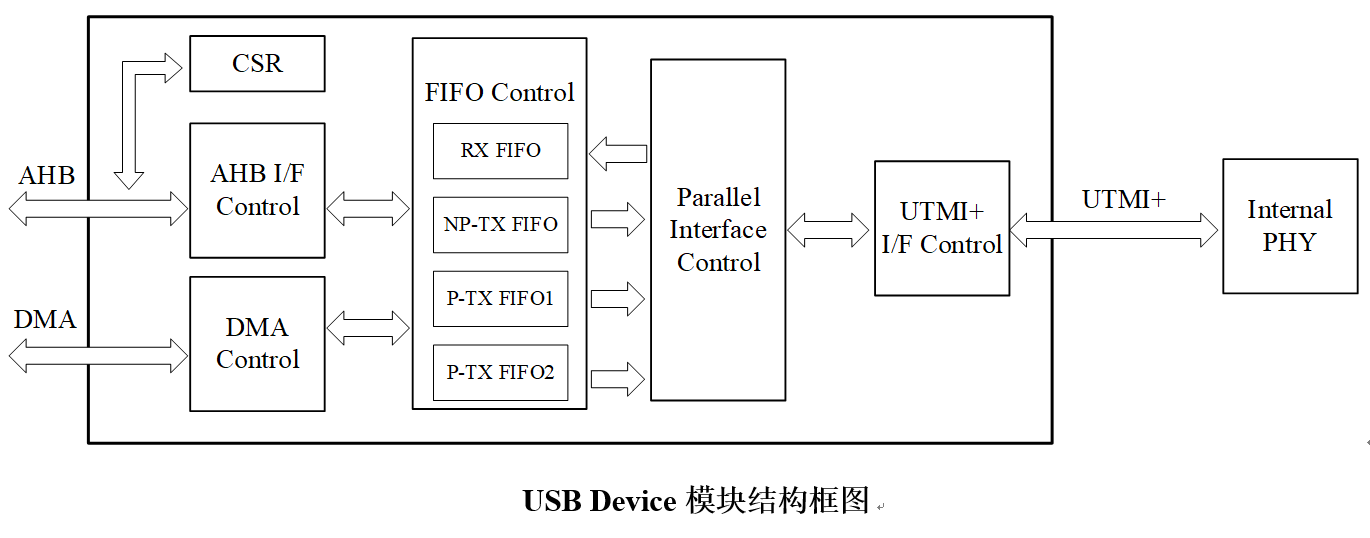 CSR
FIFO Control
RX FIFO
AHB
AHB I/F
Control
NP-TX FIFO
Parallel
Interface
Control
UTMI+
I/F Control
UTMI+
Internal
PHY
DMA
DMA
Control
P-TX FIFO1
P-TX FIFO2
USB Device 模块结构框图